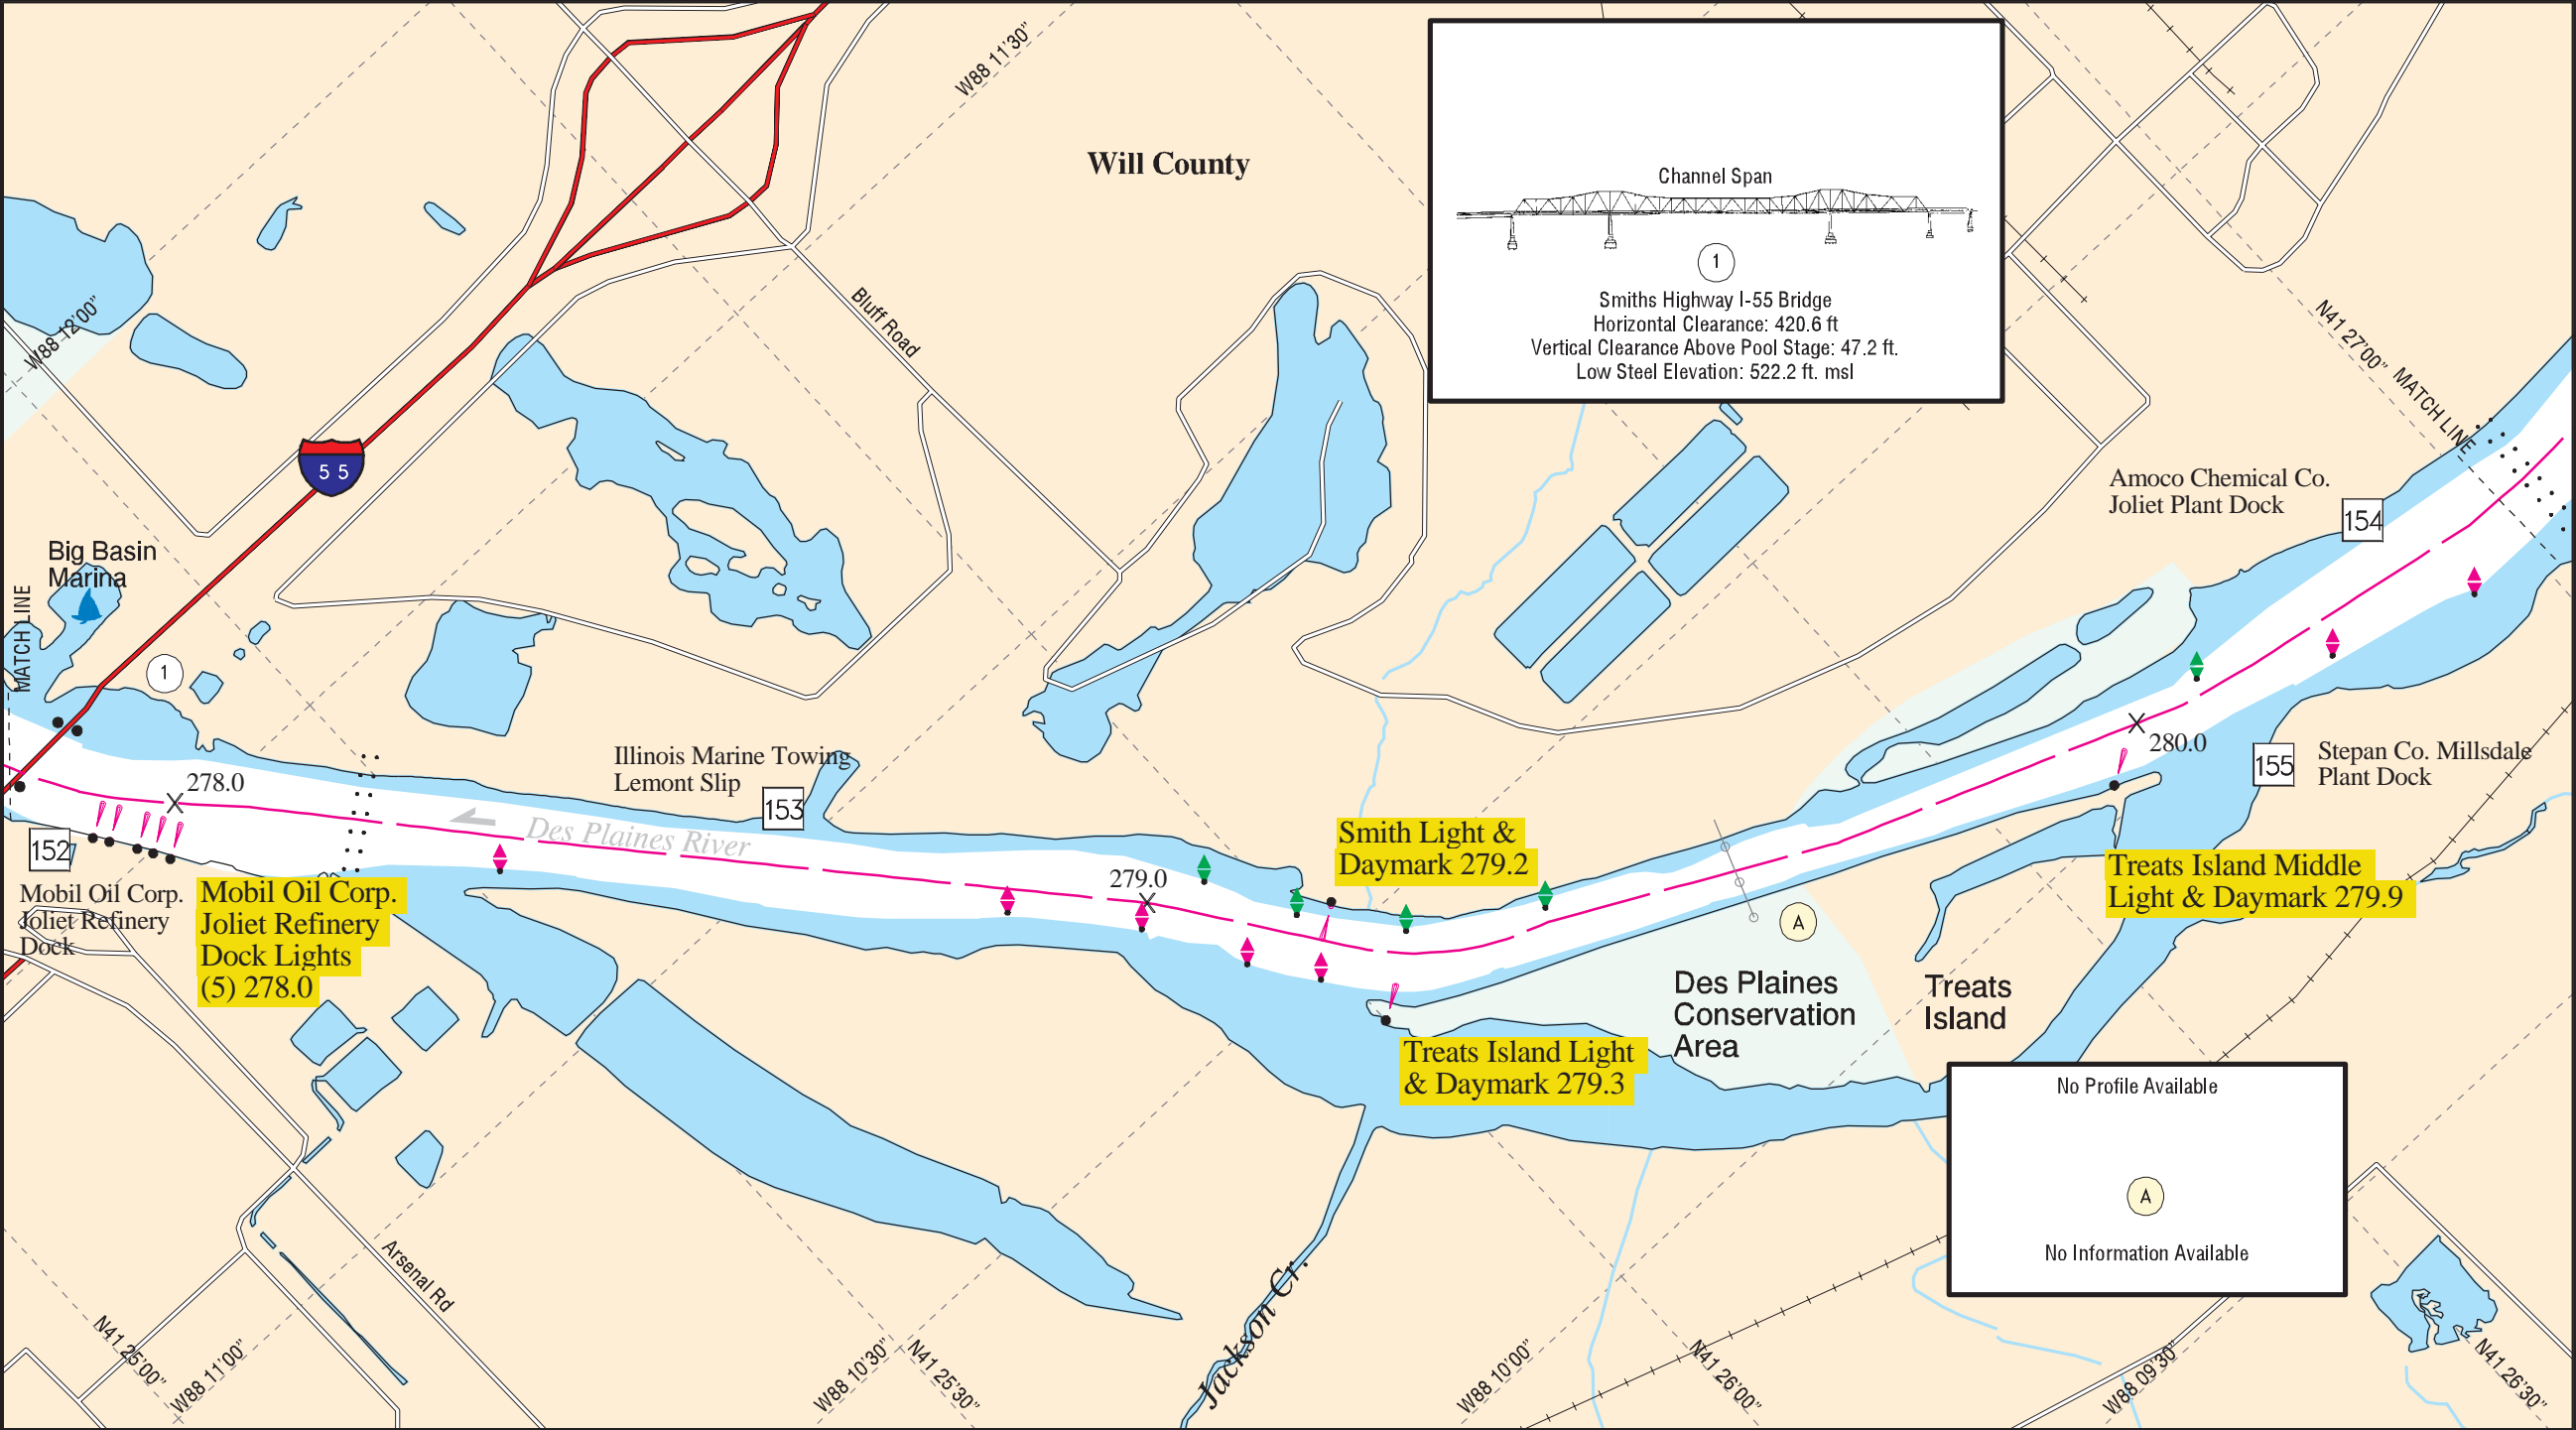 W88 11'30"
Will County
Channel Span
1
Smiths Highway I-55 Bridge
Horizontal Clearance: 420.6 ft
Vertical Clearance Above Pool Stage: 47.2 ft.
Low Steel Elevation: 522.2 ft. msl
W88 12'00"
Bluff Road
N41 27'00"
MATCH LINE
55
Amoco Chemical Co.
Joliet Plant Dock
154
Big Basin
Marina
MATCH LINE
1
278.0
Illinois Marine Towing
Lemont Slip
153
280.0
155
Stepan Co. Millsdale
Plant Dock
Des Plaines River
152
Mobil Oil Corp.
Joliet Refinery
Dock
Mobil Oil Corp.
Joliet Refinery
Dock Lights
(5) 278.0
279.0
Smith Light &
Daymark 279.2
Treats Island Middle
Light & Daymark 279.9
A
Des Plaines
Conservation
Area
Treats
Island
Treats Island Light
& Daymark 279.3
No Profile Available
A
No Information Available
Jackson Cr.
Arsenal Rd
N41 25'00"
W88 11'00"
W88 10'30"
N41 25'30"
W88 10'00"
N41 26'00"
W88 09'30"
N41 26'30"